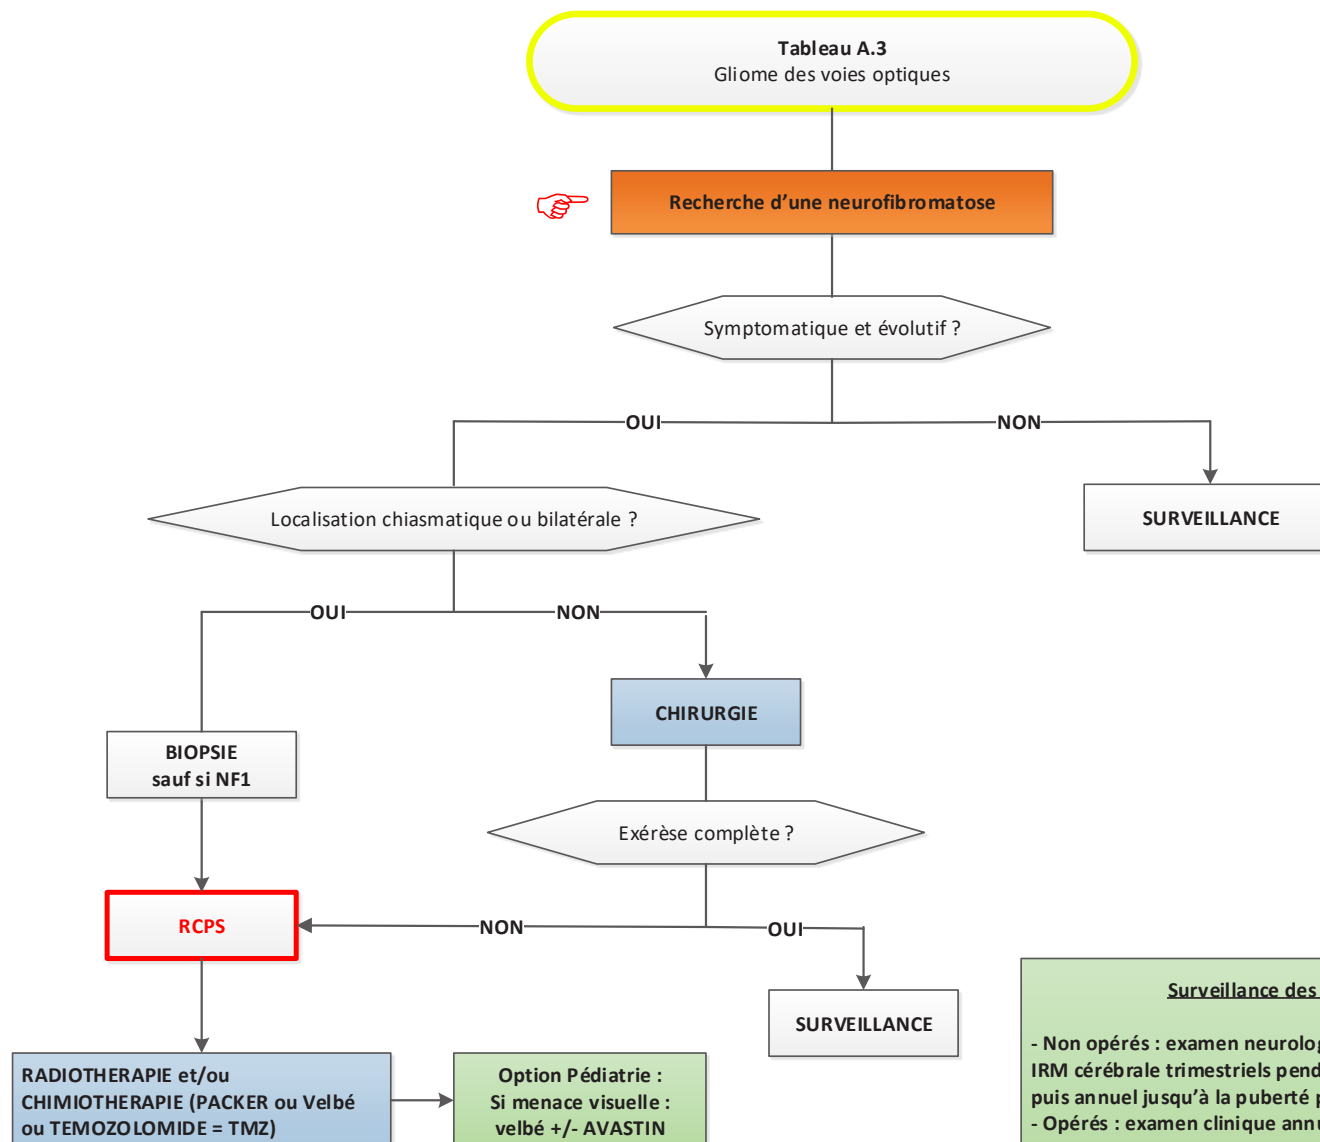 Tableau A.3
Gliome des voies optiques
Recherche d'une neurofibromatose
Symptomatique et évolutif ?
OUI
NON
Localisation chiasmatique ou bilatérale ?
SURVEILLANCE
OUI
NON
CHIRURGIE
BIOPSIE
sauf si NF1
Exérèse complète ?
RCPS
NON
OUI
SURVEILLANCE
Surveillance des
- Non opérés : examen
IRM cérébrale trimestriels
puis annuel jusqu'à la puberté
- Opérés : examen clinique
RADIOTHERAPIE et/ou
CHIMIOTHERAPIE (PACKER ou Velbé
ou TEMOZOLOMIDE = TMZ)
Option Pédiatrie :
Si menace visuelle :
velbé +/- AVASTIN